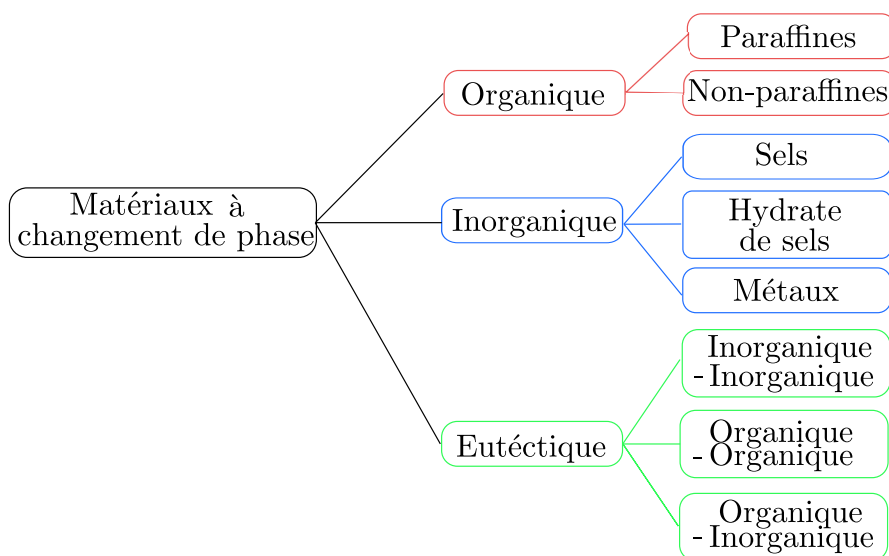 Matériaux à
changement de phase
Organique
Paraffines
Non-paraffines
Inorganique
Sels
Hydrate
de sels
Métaux
Eutéctique
Inorganique
-Inorganique
Organique
-Organique
Organique
-Inorganique